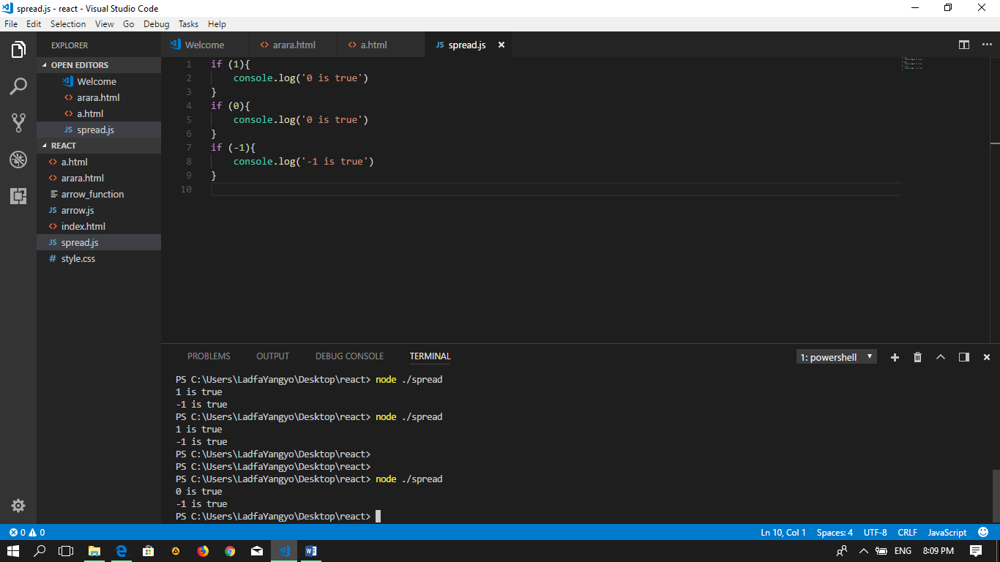 spread.js - react - Visual Studio Code
File Edit Selection View Go Debug Tasks Help
EXPLORER
OPEN EDITORS
Welcome
arara.html
a.html
JS spread.js
REACT
a.html
arara.html
arrow_function
JS arrow.js
index.html
JS spread.js
# style.css
Welcome arara.html a.html JS spread.js
1 if (1){
2 console.log('0 is true')
3 }
4 if (0){
5 console.log('0 is true')
6 }
7 if (-1){
8 console.log('-1 is true')
9 }
10
PROBLEMS OUTPUT DEBUG CONSOLE TERMINAL 1: powershell
PS C:\Users\LadfaYangyo\Desktop\react> node ./spread
1 is true
-1 is true
PS C:\Users\LadfaYangyo\Desktop\react> node ./spread
1 is true
-1 is true
PS C:\Users\LadfaYangyo\Desktop\react>
PS C:\Users\LadfaYangyo\Desktop\react>
PS C:\Users\LadfaYangyo\Desktop\react> node ./spread
0 is true
-1 is true
PS C:\Users\LadfaYangyo\Desktop\react>
0 0 Ln 10, Col 1 Spaces: 4 UTF-8 CRLF JavaScript
ENG 8:09 PM